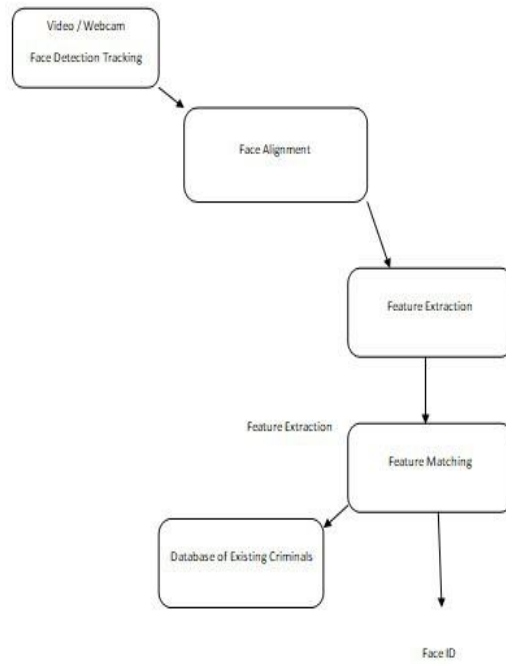 Video / Webcam
Face Detection Tracking
Face Alignment
Feature Extraction
Feature Extraction
Feature Matching
Database of Existing Criminals
Face ID